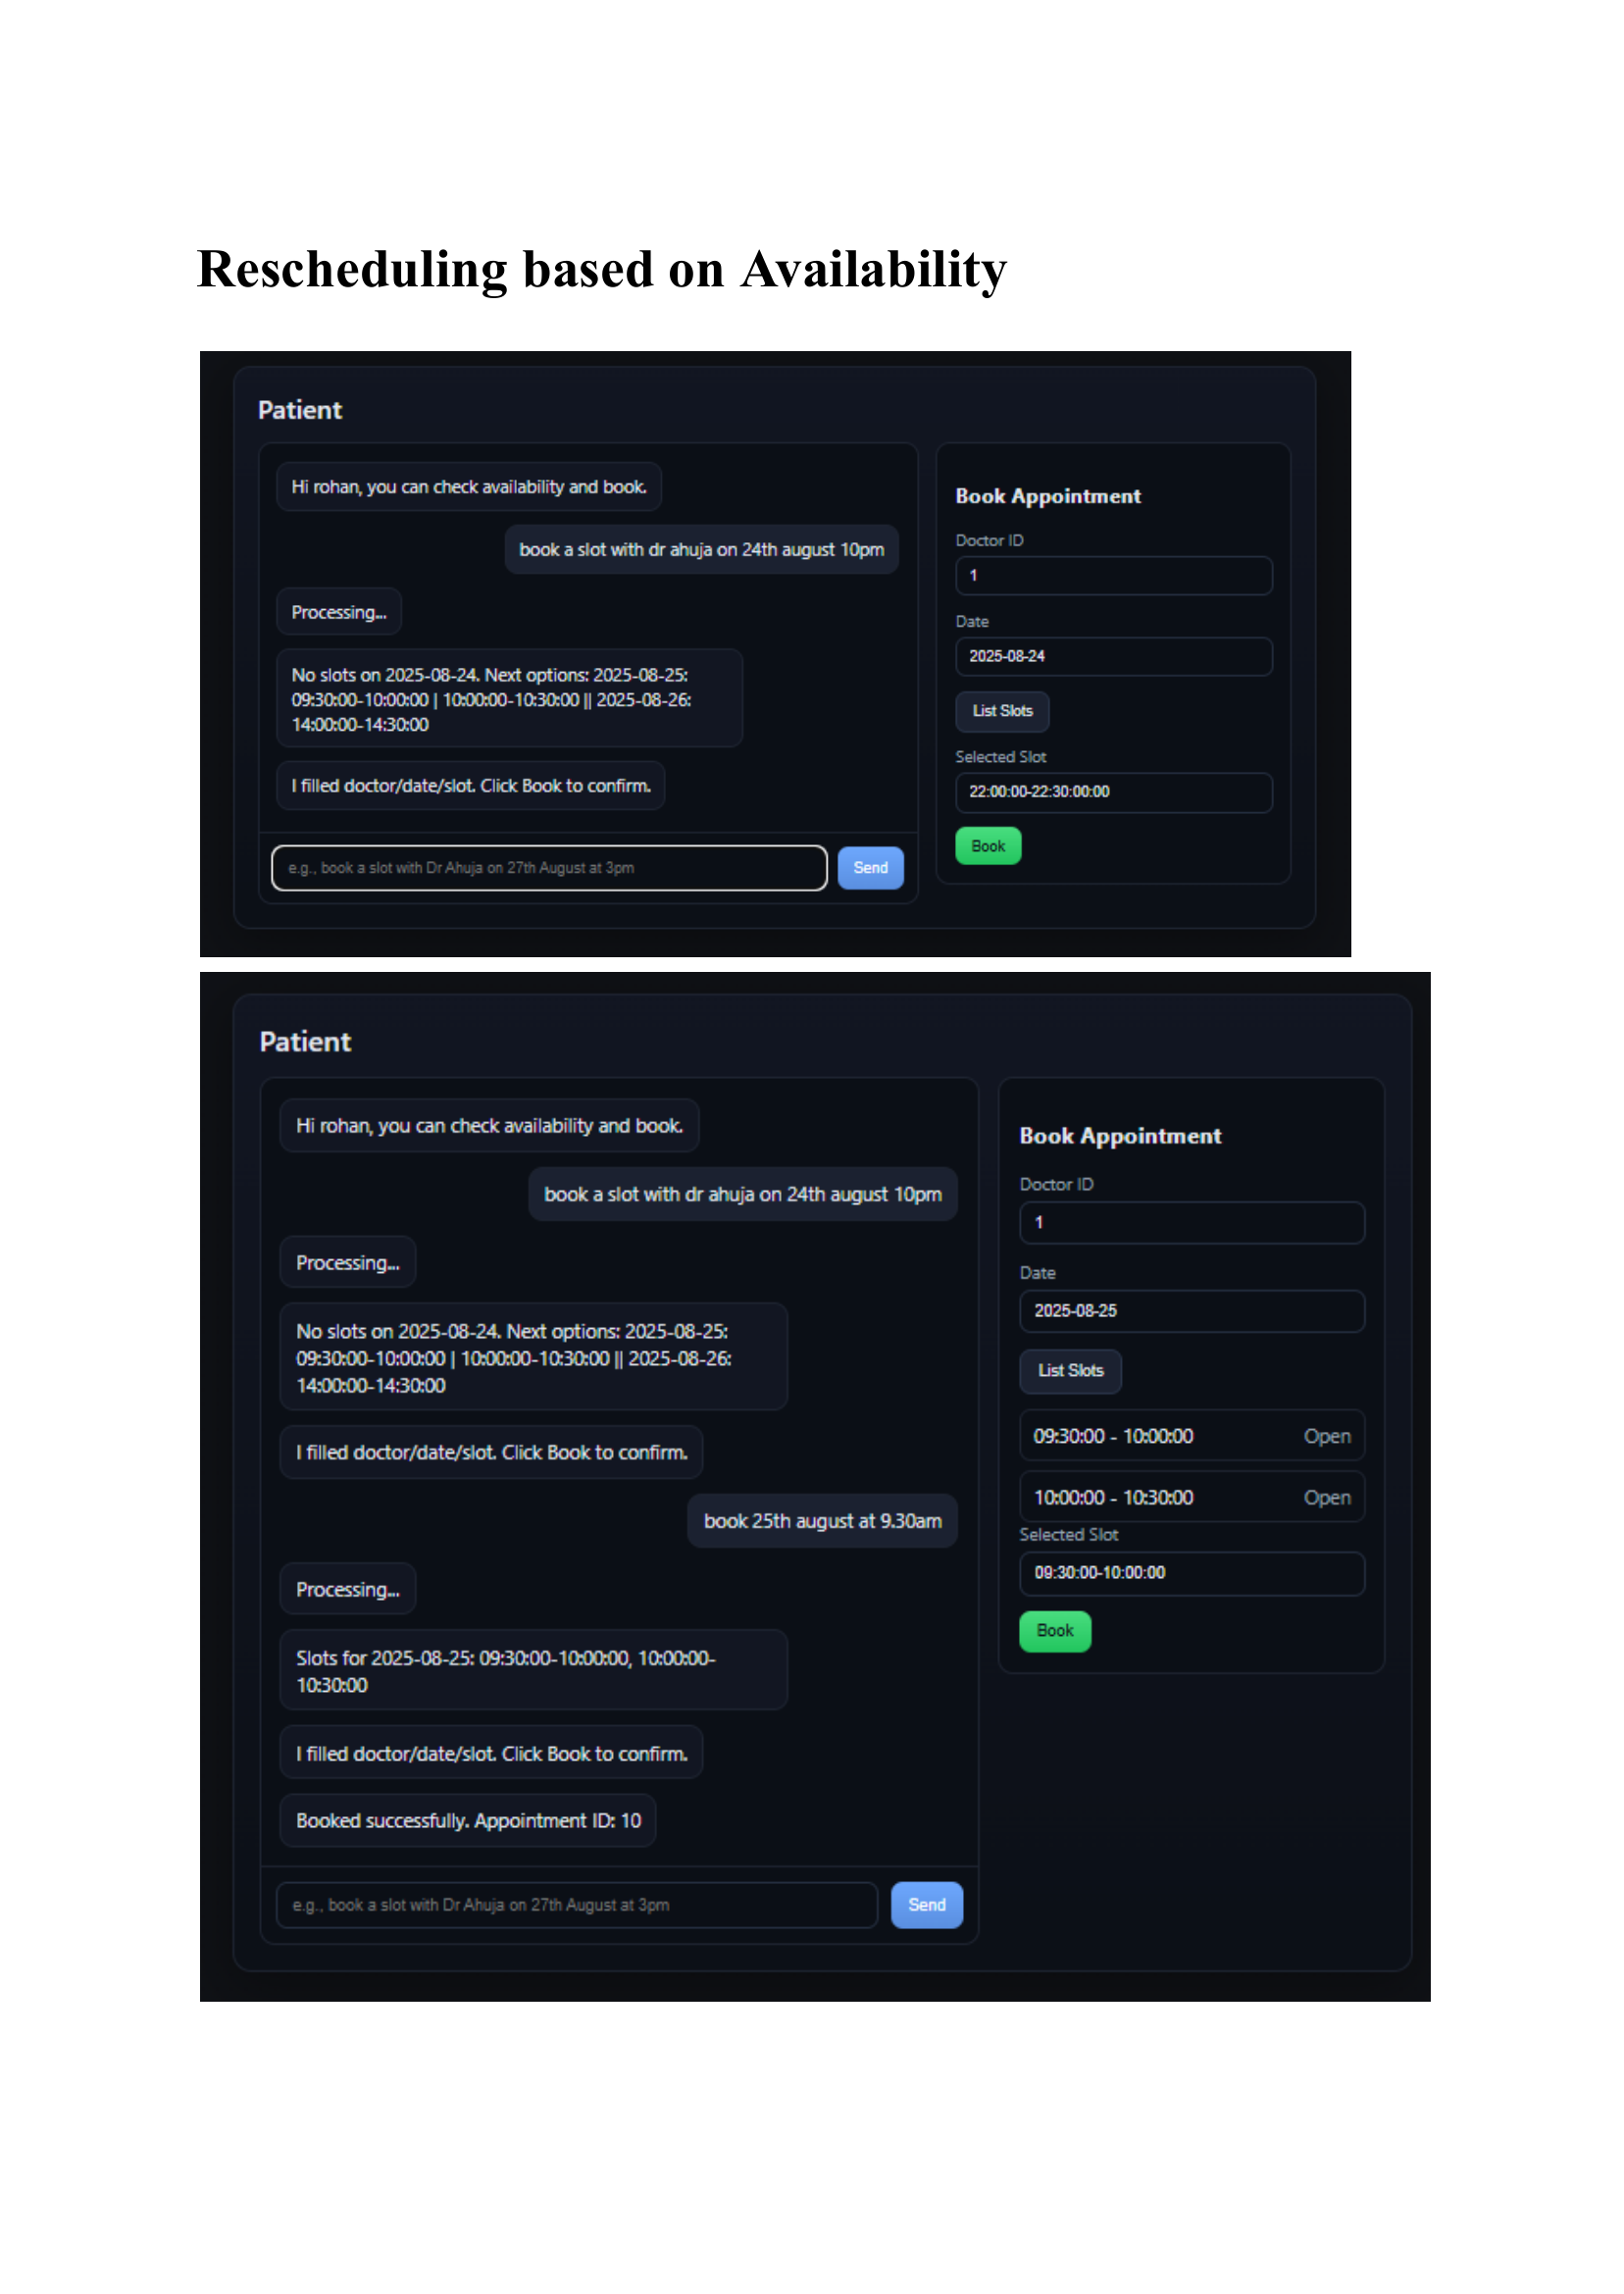 Rescheduling based on Availability
Patient
Hi rohan, you can check availability and book.
book a slot with dr ahuja on 24th august 10pm
Processing...
No slots on 2025-08-24. Next options: 2025-08-25:
09:30:00-10:00:00 | 10:00:00-10:30:00 || 2025-08-26:
14:00:00-14:30:00
I filled doctor/date/slot. Click Book to confirm.
e.g., book a slot with Dr Ahuja on 27th August at 3pm
Send
Book Appointment
Doctor ID
1
Date
2025-08-24
List Slots
Selected Slot
22:00:00-22:30:00:00
Book
Patient
Hi rohan, you can check availability and book.
book a slot with dr ahuja on 24th august 10pm
Processing...
No slots on 2025-08-24. Next options: 2025-08-25:
09:30:00-10:00:00 | 10:00:00-10:30:00 || 2025-08-26:
14:00:00-14:30:00
I filled doctor/date/slot. Click Book to confirm.
book 25th august at 9.30am
Processing...
Slots for 2025-08-25: 09:30:00-10:00:00, 10:00:00-
10:30:00
I filled doctor/date/slot. Click Book to confirm.
Booked successfully. Appointment ID: 10
e.g., book a slot with Dr Ahuja on 27th August at 3pm
Send
Book Appointment
Doctor ID
1
Date
2025-08-25
List Slots
09:30:00 - 10:00:00 Open
10:00:00 - 10:30:00 Open
Selected Slot
09:30:00-10:00:00
Book